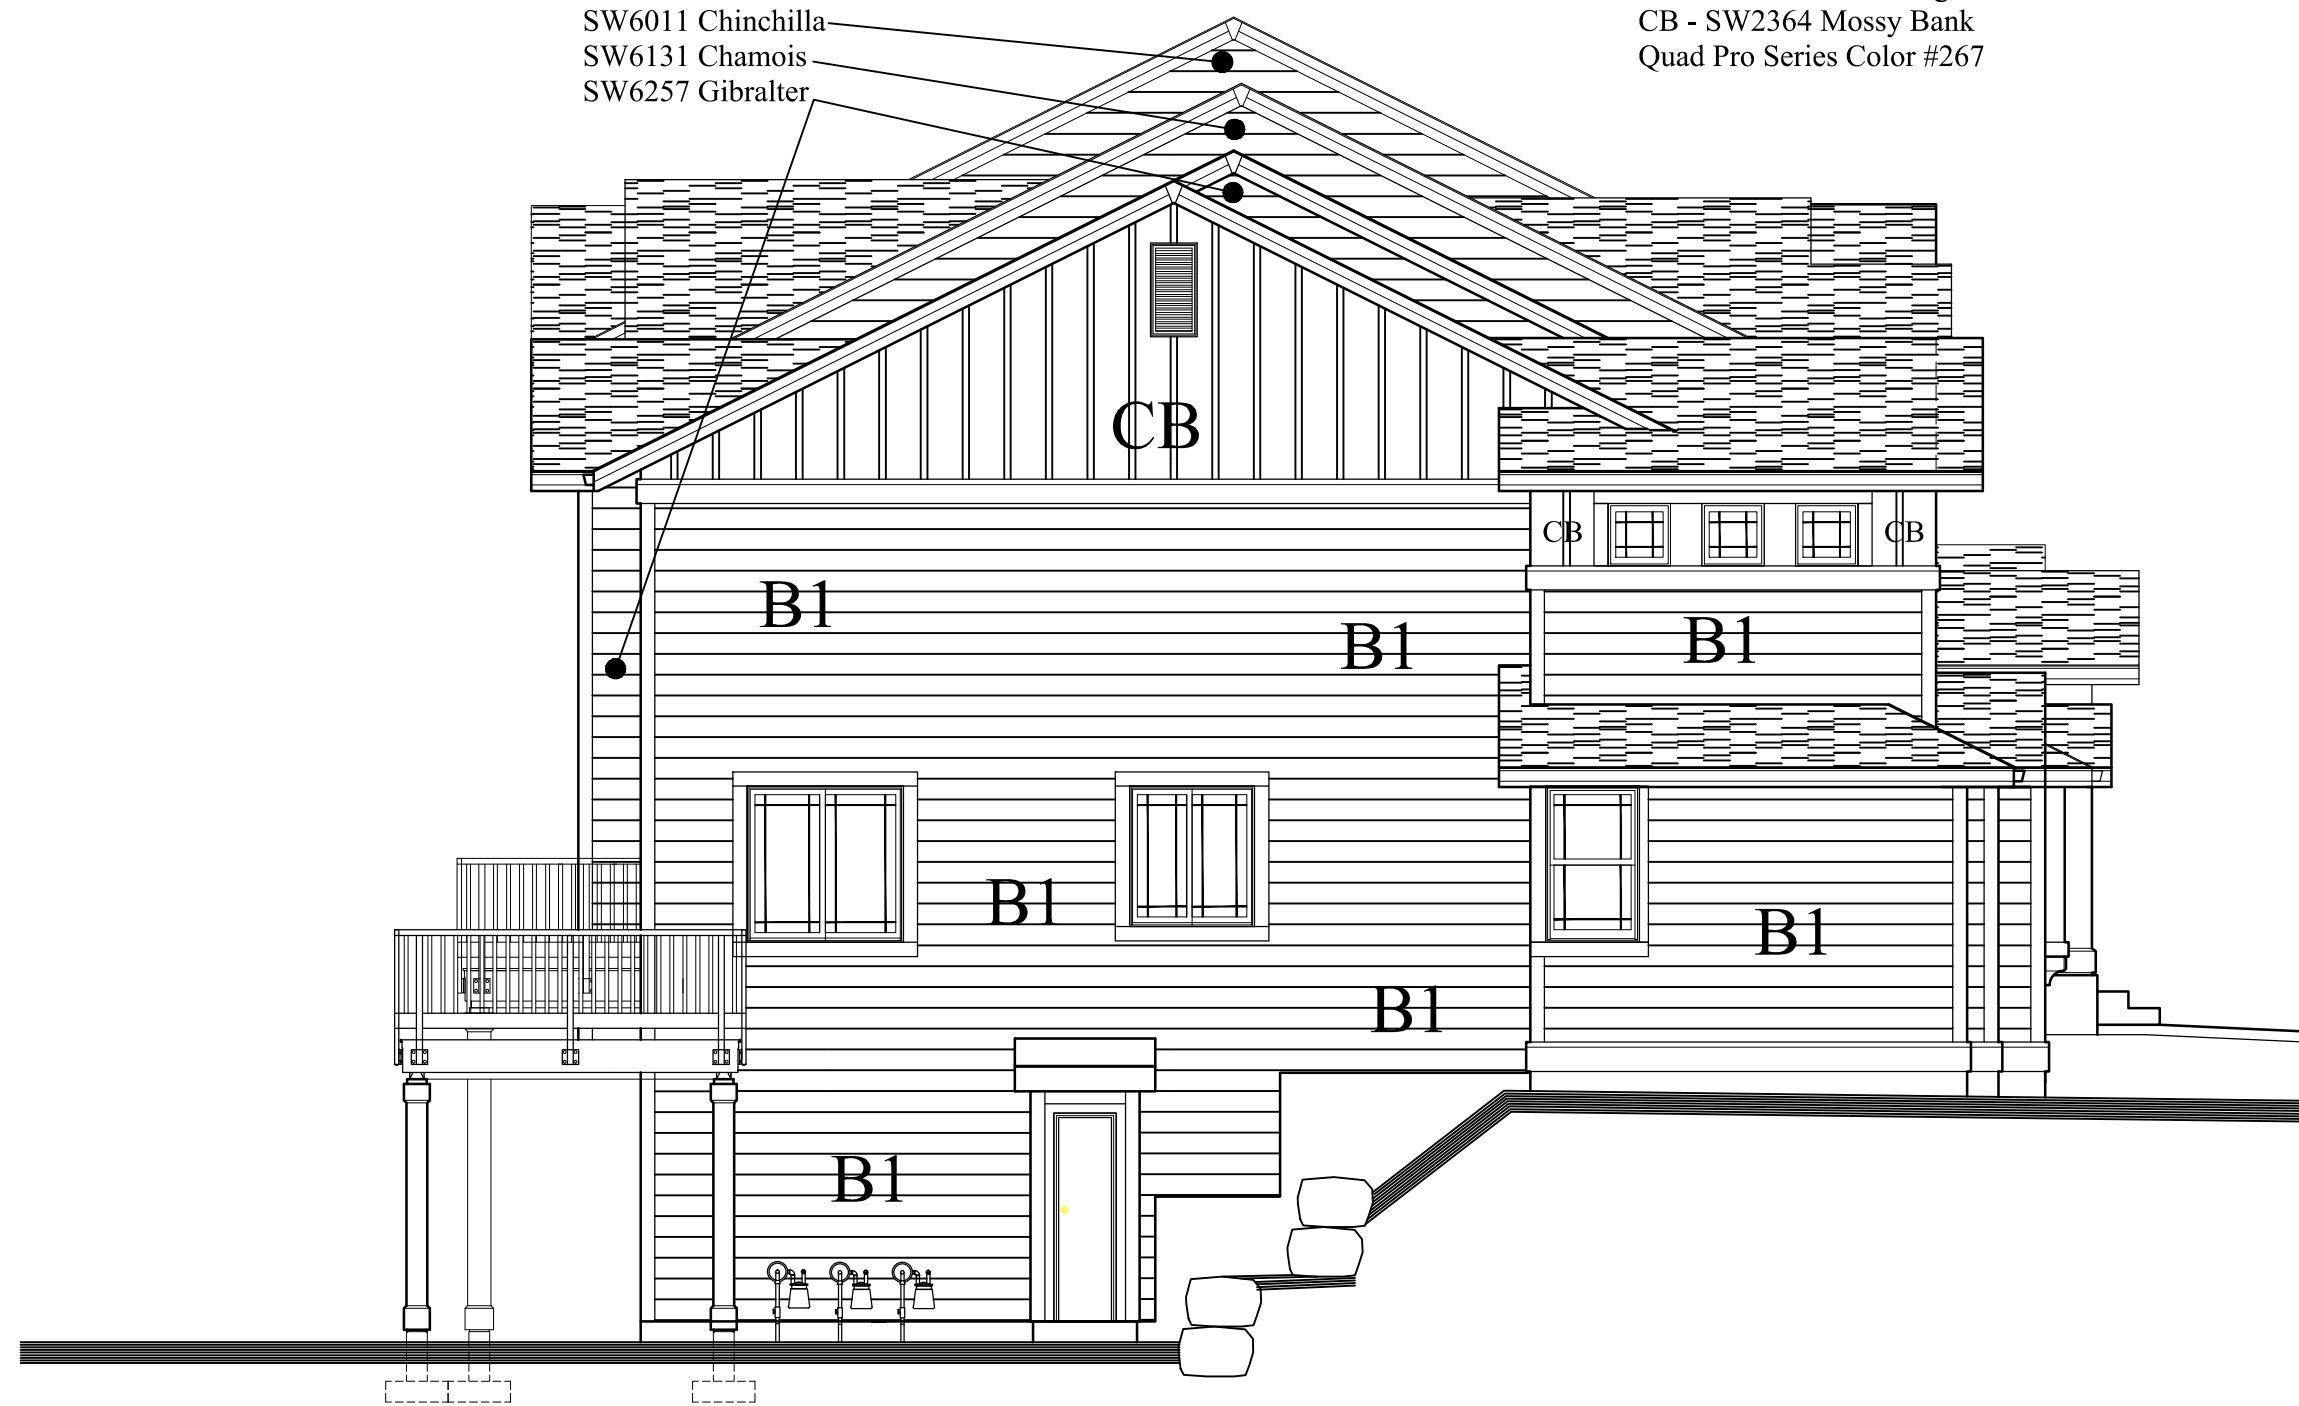 SW6011 Chinchilla
SW6131 Chamois
SW6257 Gibralter
CB - SW2364 Mossy Bank
Quad Pro Series Color #267
CB
CB
CB
B1
B1
B1
B1
B1
B1
B1